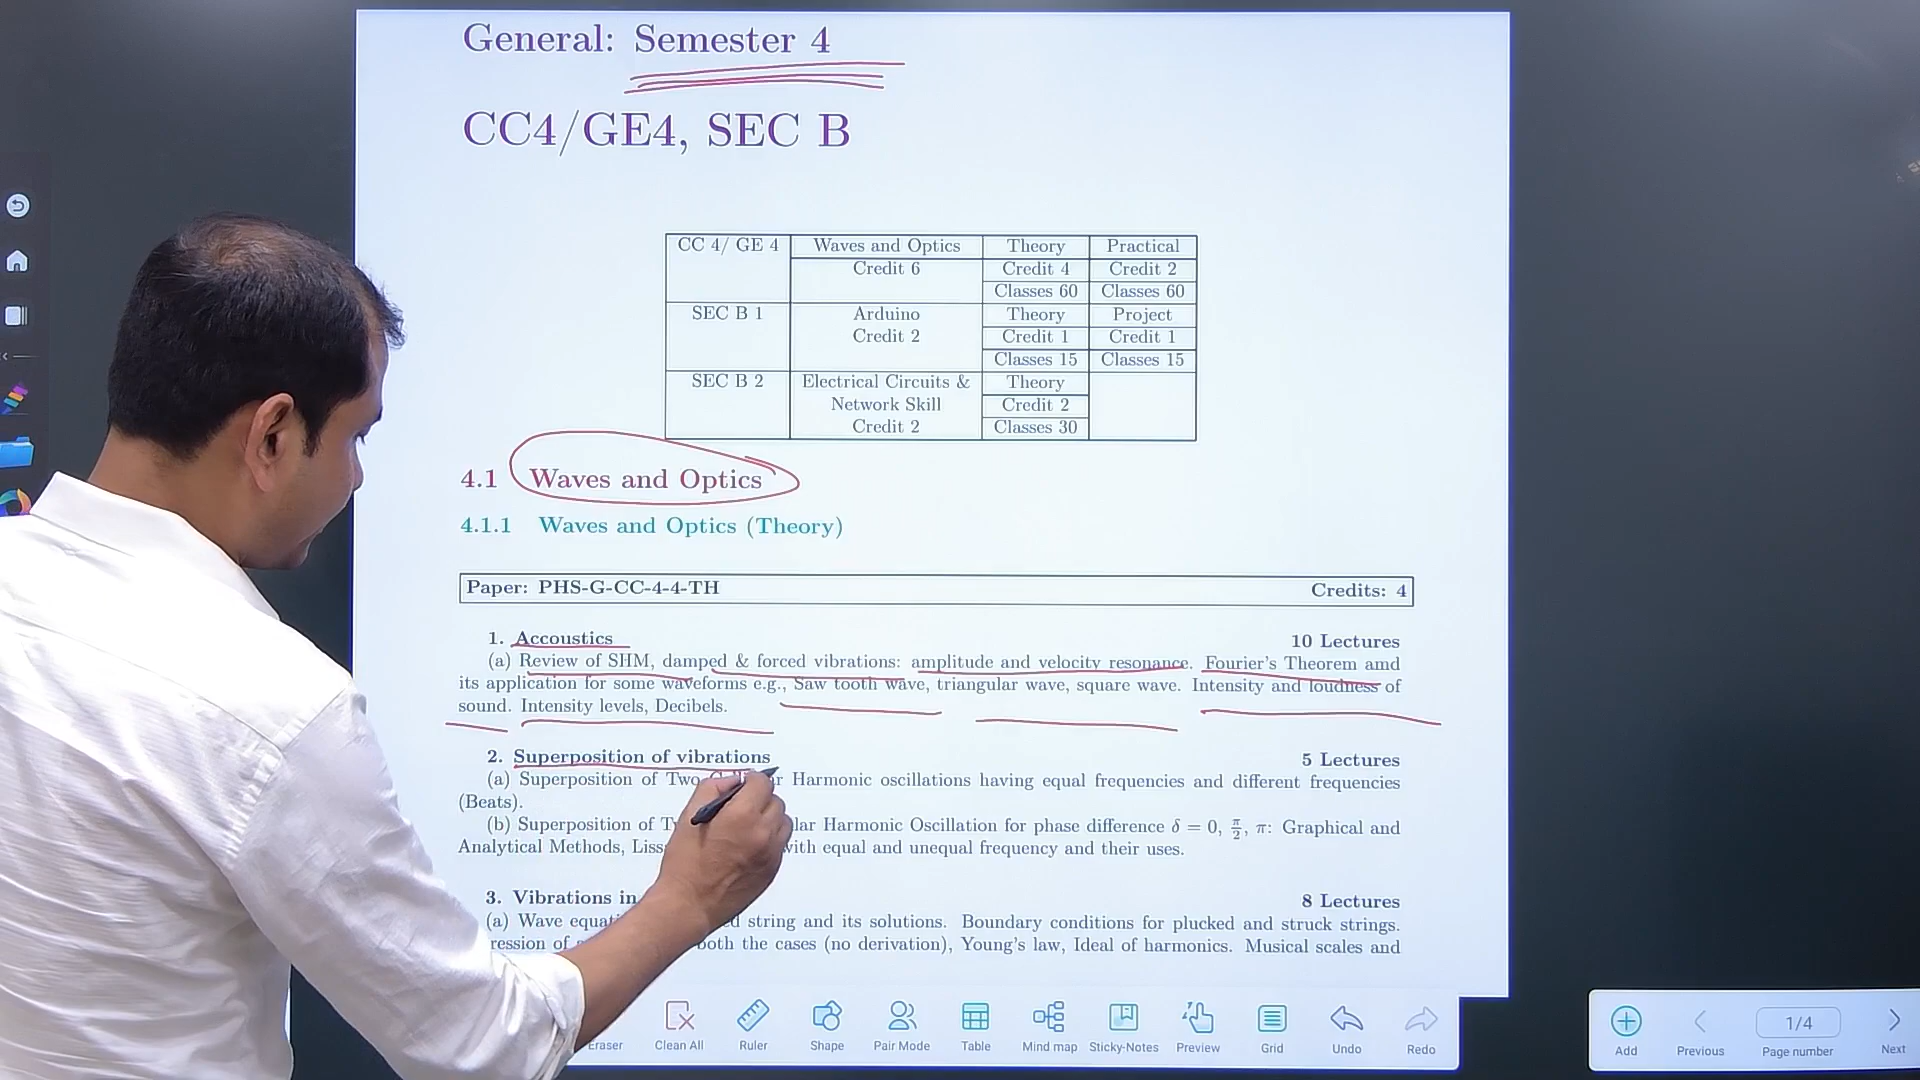 General: Semester 4
CC4/GE4, SEC B
CC 4/ GE 4 Waves and Optics Theory Practical
Credit 6 Credit 4 Credit 2
Classes 60 Classes 60
SEC B 1 Arduino Theory Project
Credit 2 Credit 1 Credit 1
Classes 15 Classes 15
SEC B 2 Electrical Circuits & Theory
Network Skill Credit 2
Credit 2 Classes 30
4.1 Waves and Optics
4.1.1 Waves and Optics (Theory)
Paper: PHS-G-CC-4-4-TH Credits: 4
1. Accoustics 10 Lectures
(a) Review of SHM, damped & forced vibrations: amplitude and velocity resonance. Fourier's Theorem amd
its application for some waveforms e.g., Saw tooth wave, triangular wave, square wave. Intensity and loudness of
sound. Intensity levels, Decibels.
2. Superposition of vibrations 5 Lectures
(a) Superposition of Two Harmonic oscillations having equal frequencies and different frequencies
(Beats).
(b) Superposition of Harmonic Oscillation for phase difference δ = 0, π/2, π: Graphical and
Analytical Methods, with equal and unequal frequency and their uses.
3. Vibrations in 8 Lectures
(a) Wave string and its solutions. Boundary conditions for plucked and struck strings.
of both the cases (no derivation), Young's law, Ideal of harmonics. Musical scales and
Eraser Clean All Ruler Shape Pair Mode Table Mind map Sticky-Notes Preview Grid Undo Redo
Add Previous 1/4 Page number Next